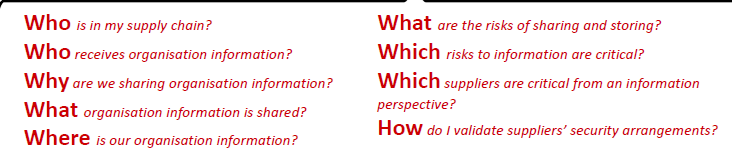 Who is in my supply chain?
Who receives organisation information?
Why are we sharing organisation information?
What organisation information is shared?
Where is our organisation information?
What are the risks of sharing and storing?
Which risks to information are critical?
Which suppliers are critical from an information
perspective?
How do I validate suppliers’ security arrangements?